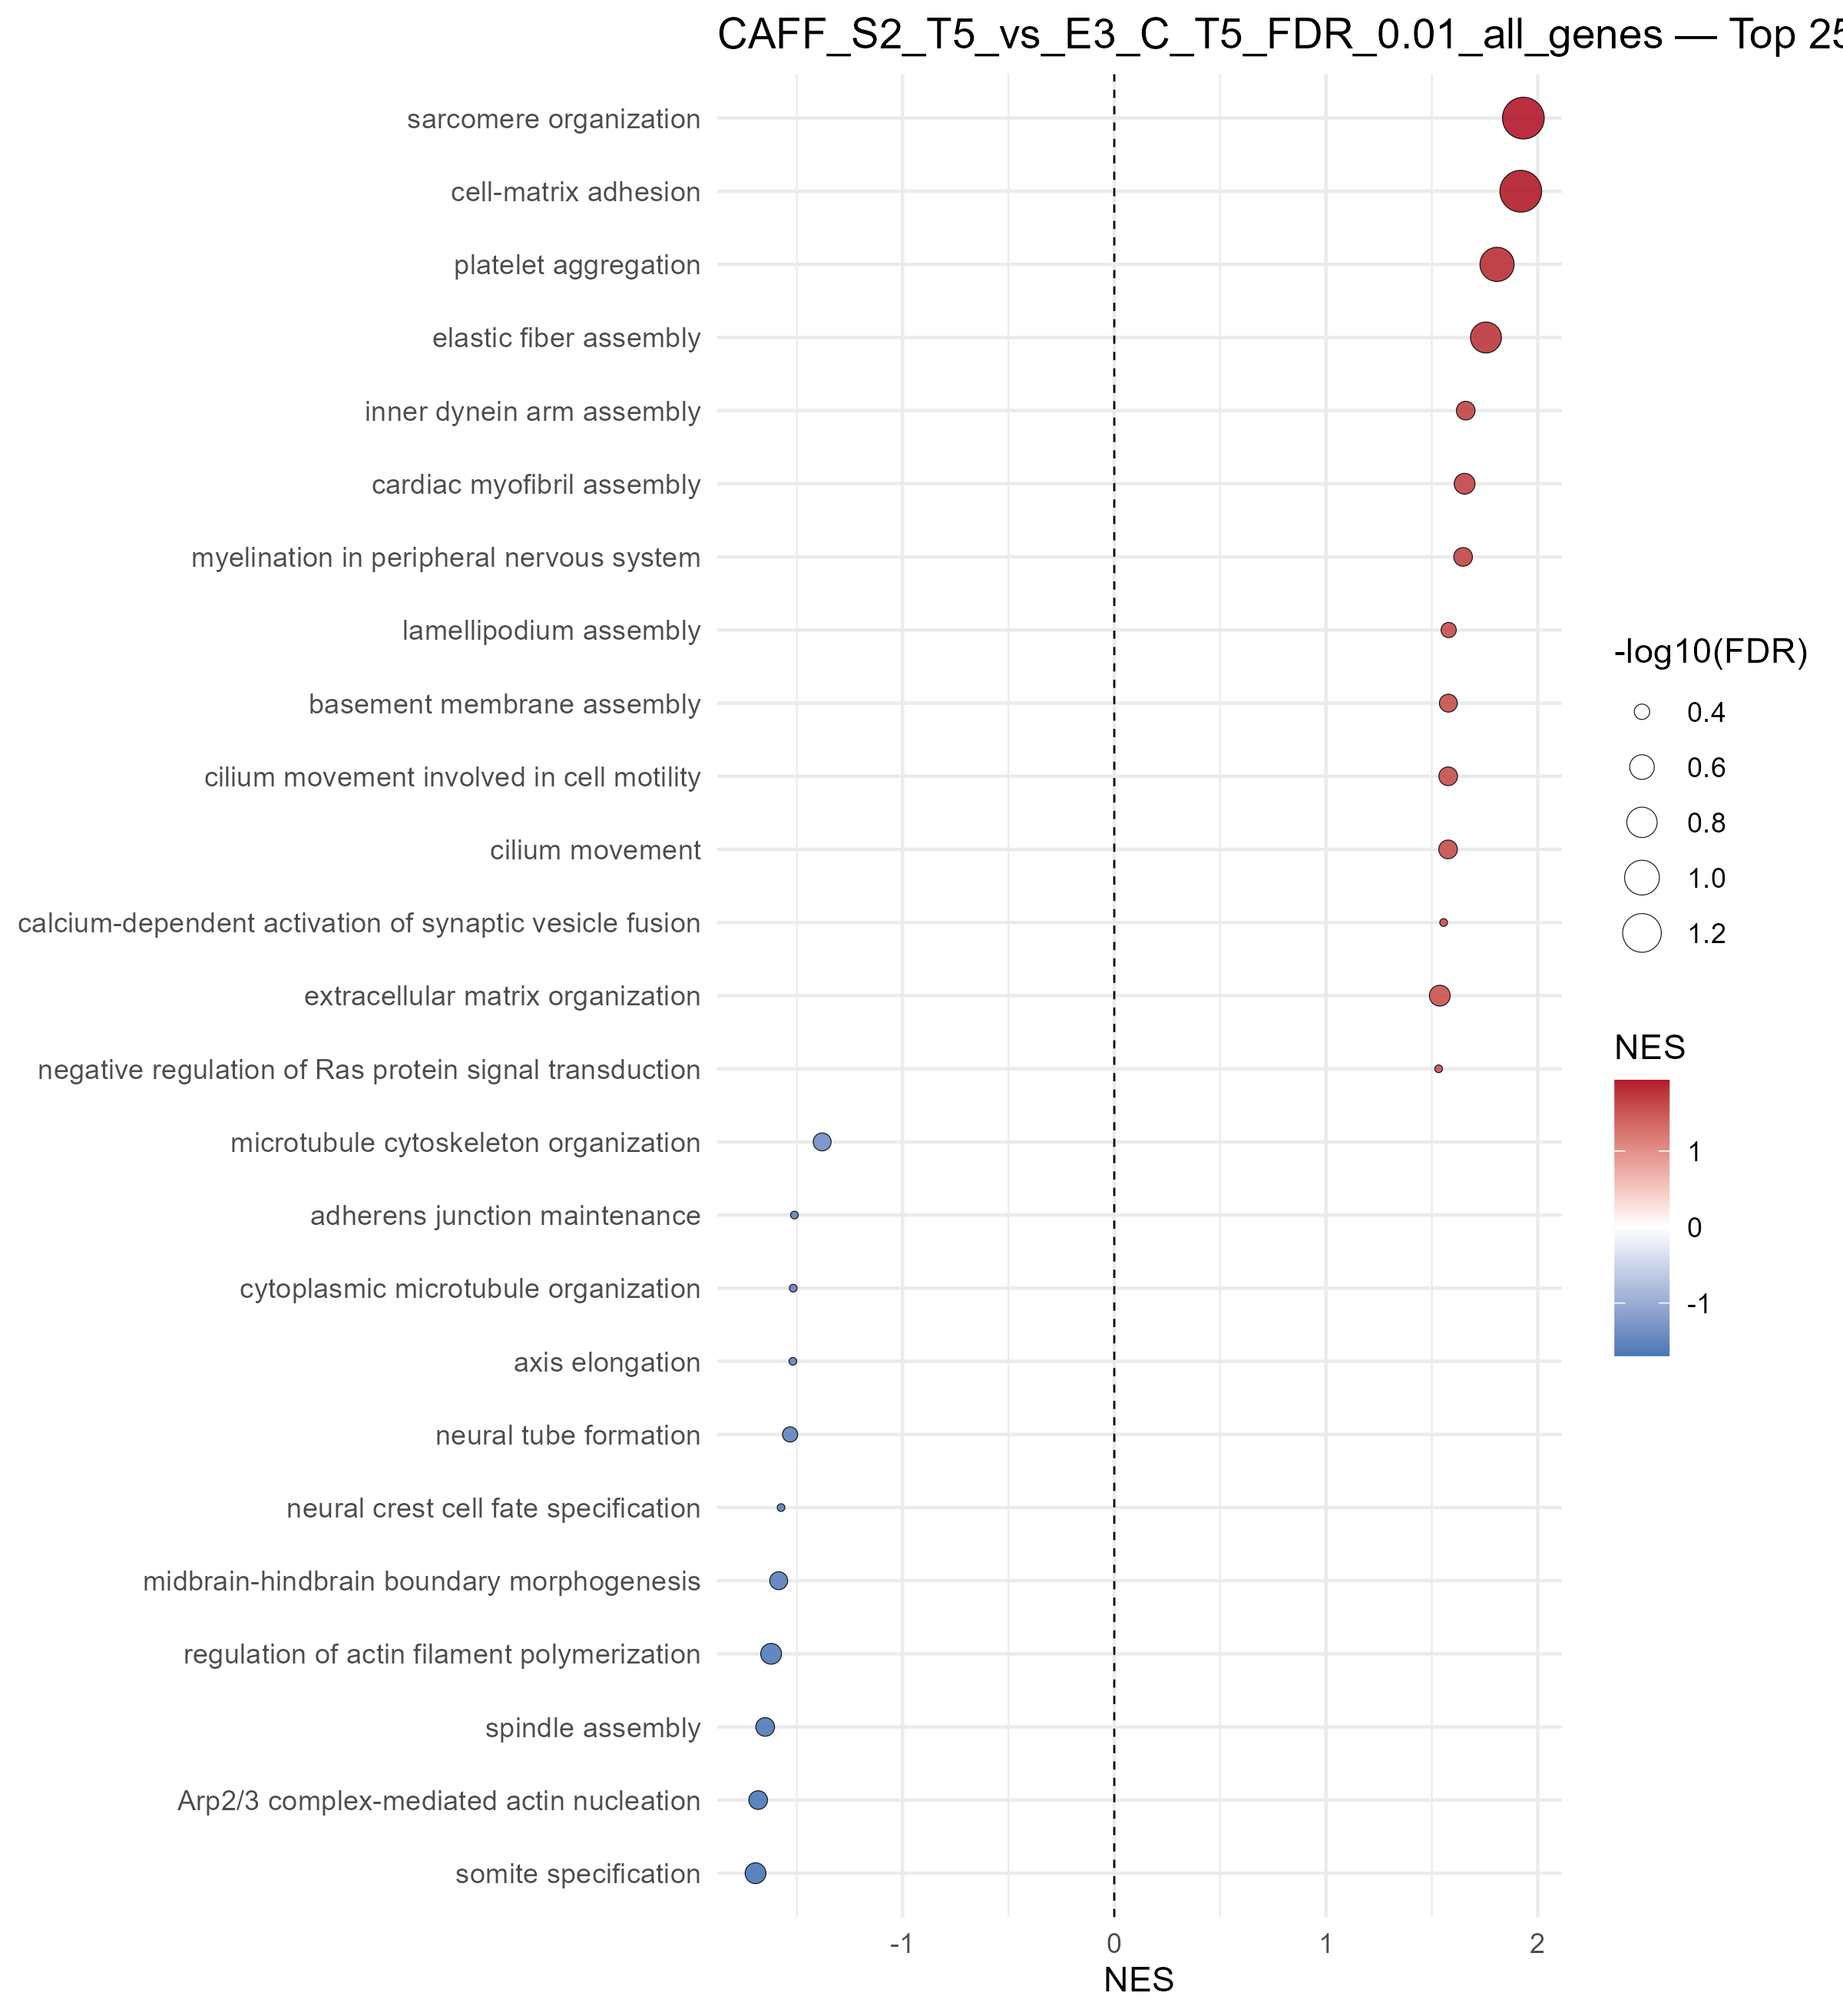 CAFF_S2_T5_vs_E3_C_T5_FDR_0.01_all_genes — Top 25
sarcomere organization
cell-matrix adhesion
platelet aggregation
elastic fiber assembly
inner dynein arm assembly
cardiac myofibril assembly
myelination in peripheral nervous system
lamellipodium assembly
basement membrane assembly
cilium movement involved in cell motility
cilium movement
calcium-dependent activation of synaptic vesicle fusion
extracellular matrix organization
negative regulation of Ras protein signal transduction
microtubule cytoskeleton organization
adherens junction maintenance
cytoplasmic microtubule organization
axis elongation
neural tube formation
neural crest cell fate specification
midbrain-hindbrain boundary morphogenesis
regulation of actin filament polymerization
spindle assembly
Arp2/3 complex-mediated actin nucleation
somite specification
-1 0 1 2
NES
-log10(FDR)
0.4
0.6
0.8
1.0
1.2
NES
1
0
-1